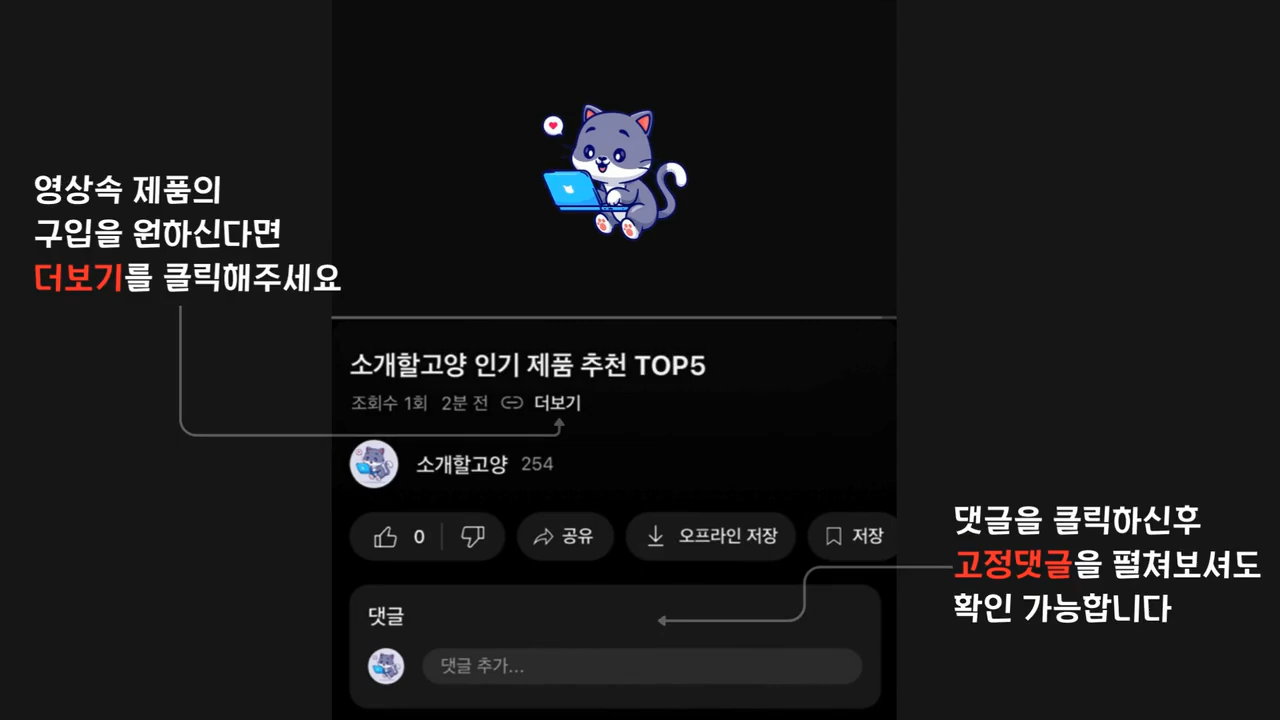 영상속 제품의
구입을 원하신다면
더보기를 클릭해주세요
소개할고양 인기 제품 추천 TOP5
조회수 1회 2분 전 더보기
소개할고양 254
0 공유 오프라인 저장 저장
댓글을 클릭하신후
고정댓글을 펼쳐보셔도
확인 가능합니다
댓글
댓글 추가...